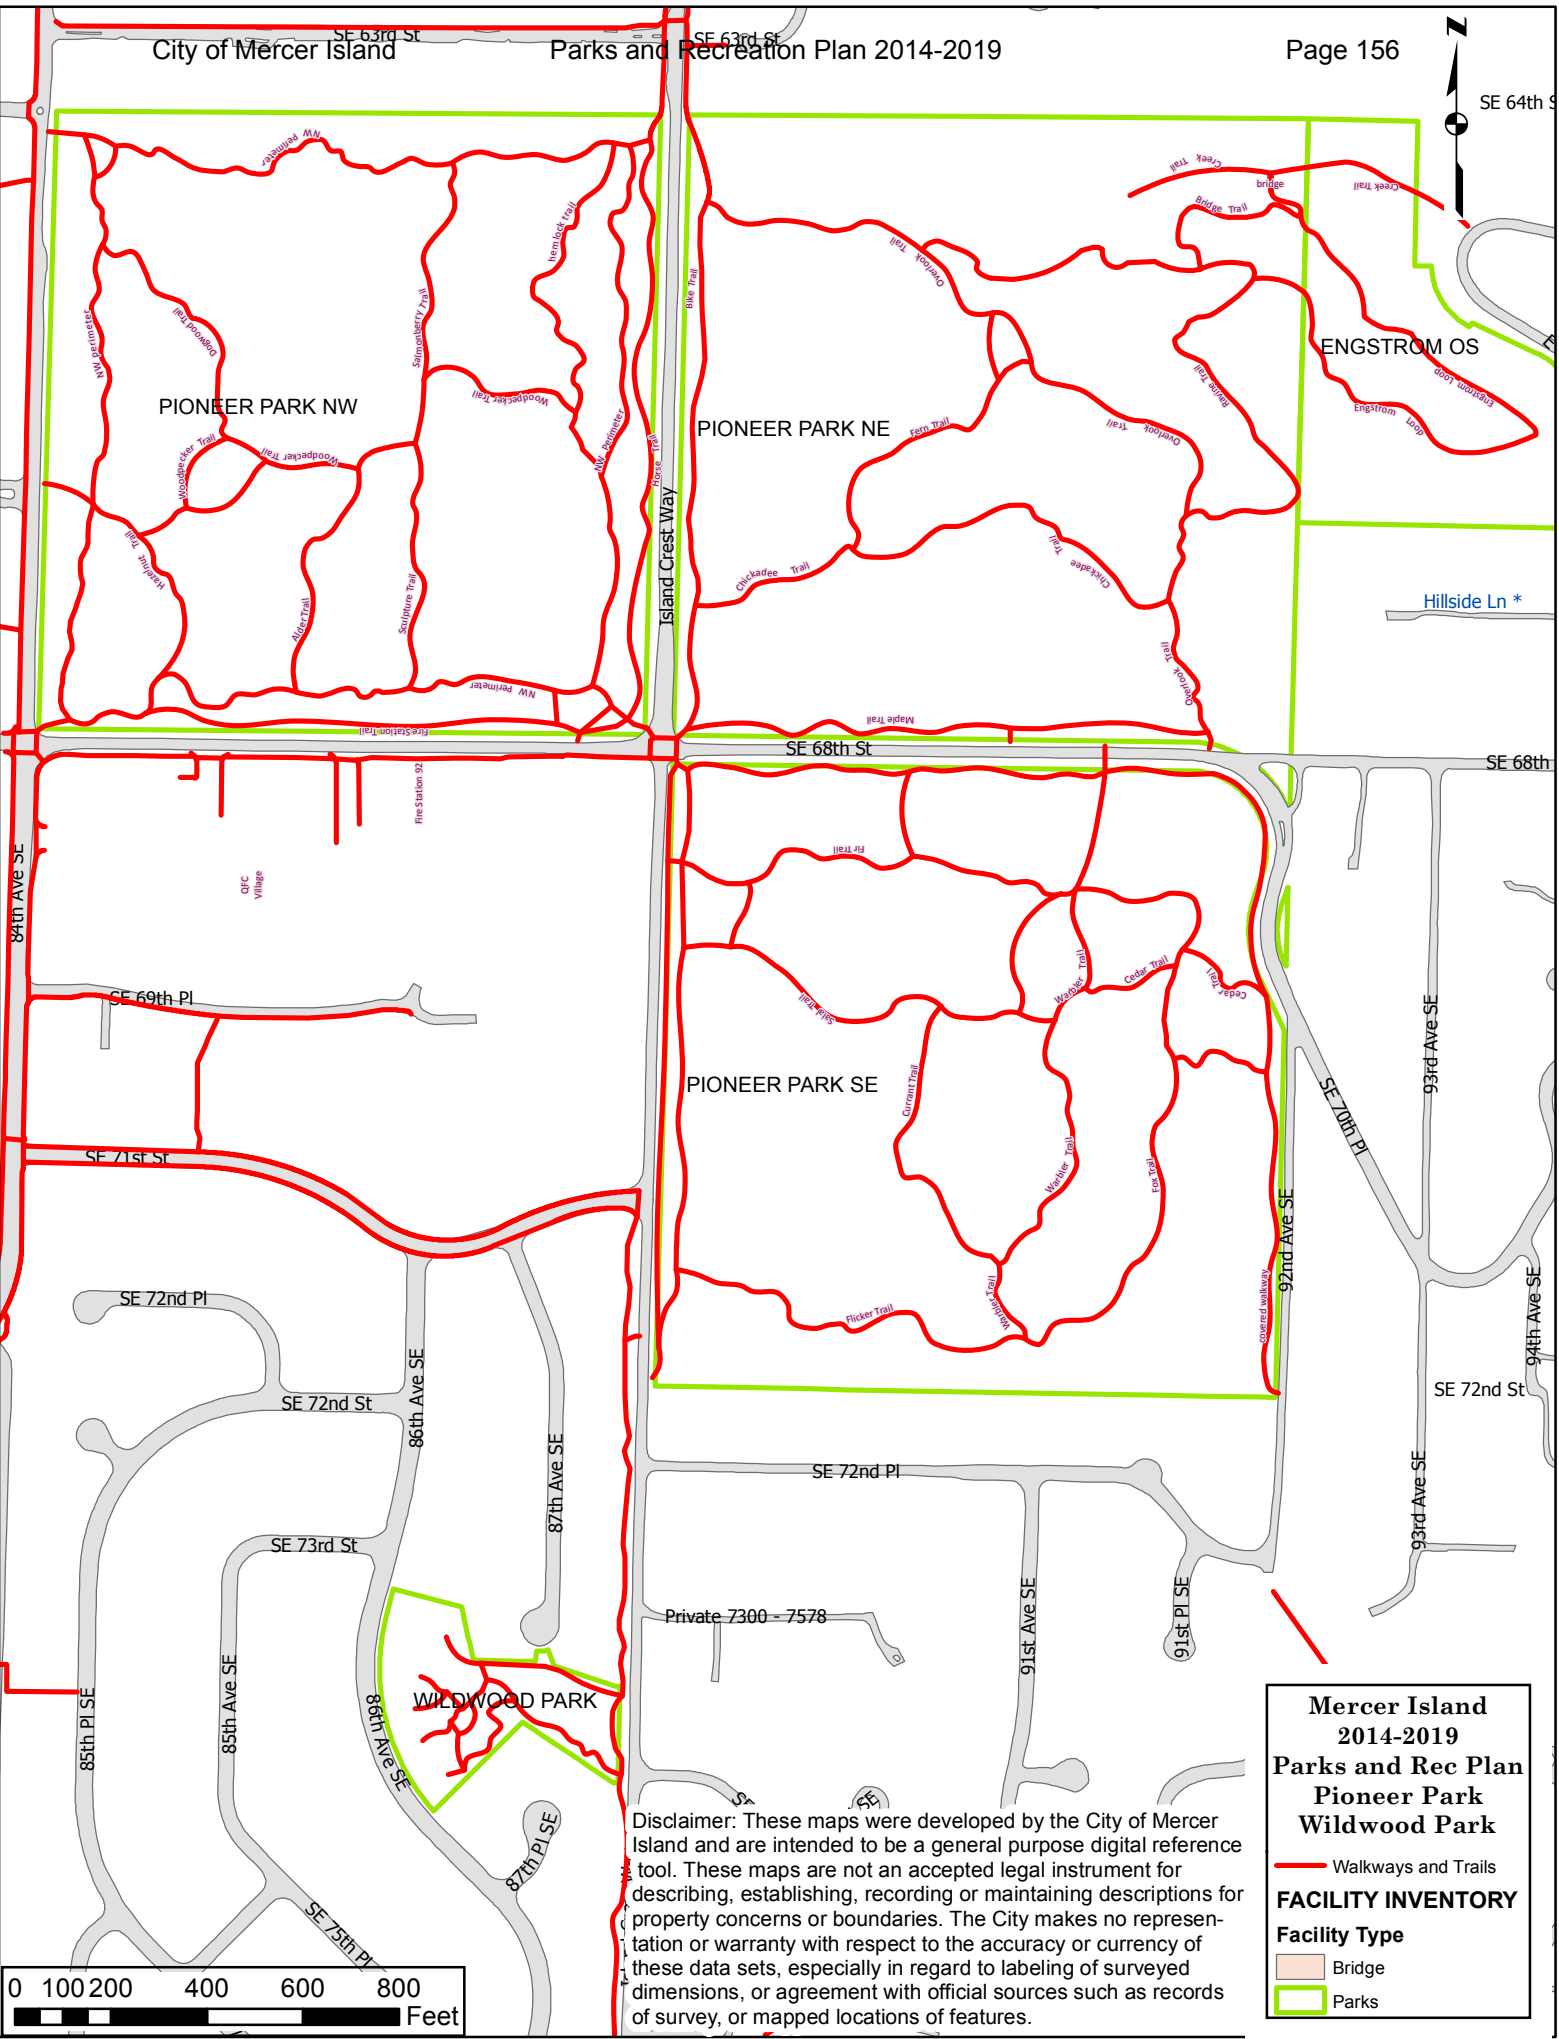 SE 63rd St
SE 63rd St
City of Mercer Island Parks and Recreation Plan 2014-2019 Page 156
Z
SE 64th S
NW Perimeter
Creek Trail
bridge
Creek Trail
Bridge Trail
hemlock trail
Overlook Trail
Bike Trail
NW perimeter
Dogwood Trail
Salmonberry Trail
ENGSTROM OS
Engstrom Loop
Engstrom Loop
Ravine Trail
Woodpecker Trail
PIONEER PARK NW
PIONEER PARK NE
Fern Trail
Overlook Trail
Woodpecker Trail
Woodpecker Trail
NW Perimeter
Horse Trail
Island Crest Way
Hazelnut Trail
Alder Trail
Sculpture Trail
Chickadee Trail
Chickadee Trail
Hillside Ln *
Overlook Trail
NW Perimeter
Maple Trail
Fire Station Trail
SE 68th St
SE 68th
Fire Station 92
QFC
Village
84th Ave SE
Fir Trail
Warbler Trail
Cedar Trail
Cedar Trail
Salal Trail
SE 69th Pl
PIONEER PARK SE
Currant Trail
93rd Ave SE
SE 70th Pl
Warbler Trail
Fox Trail
SE 71st St
92nd Ave SE
covered walkway
Warbler Trail
Flicker Trail
SE 72nd Pl
94th Ave SE
86th Ave SE
SE 72nd St
SE 72nd St
87th Ave SE
SE 72nd Pl
93rd Ave SE
SE 73rd St
Private 7300 - 7578
91st Ave SE
91st Pl SE
WILDWOOD PARK
85th Pl SE
85th Ave SE
86th Ave SE
87th Pl SE
SE 75th Pl
SE
SE
Disclaimer: These maps were developed by the City of Mercer
Island and are intended to be a general purpose digital reference
tool. These maps are not an accepted legal instrument for
describing, establishing, recording or maintaining descriptions for
property concerns or boundaries. The City makes no represen-
tation or warranty with respect to the accuracy or currency of
these data sets, especially in regard to labeling of surveyed
dimensions, or agreement with official sources such as records
of survey, or mapped locations of features.
Mercer Island
2014-2019
Parks and Rec Plan
Pioneer Park
Wildwood Park
Walkways and Trails
FACILITY INVENTORY
Facility Type
Bridge
Parks
0 100 200 400 600 800
Feet